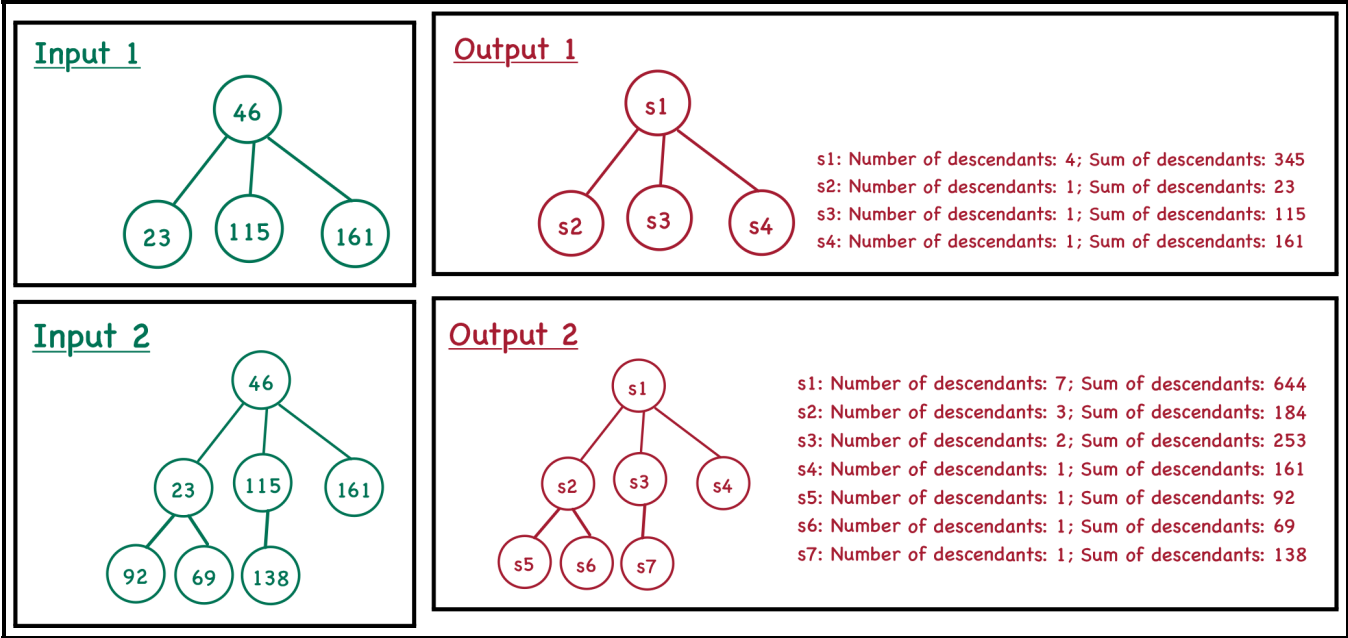 Input 1
46
23 115 161
Output 1
s1
s2 s3 s4
s1: Number of descendants: 4; Sum of descendants: 345
s2: Number of descendants: 1; Sum of descendants: 23
s3: Number of descendants: 1; Sum of descendants: 115
s4: Number of descendants: 1; Sum of descendants: 161
Input 2
46
23 115 161
92 69 138
Output 2
s1
s2 s3 s4
s5 s6 s7
s1: Number of descendants: 7; Sum of descendants: 644
s2: Number of descendants: 3; Sum of descendants: 184
s3: Number of descendants: 2; Sum of descendants: 253
s4: Number of descendants: 1; Sum of descendants: 161
s5: Number of descendants: 1; Sum of descendants: 92
s6: Number of descendants: 1; Sum of descendants: 69
s7: Number of descendants: 1; Sum of descendants: 138